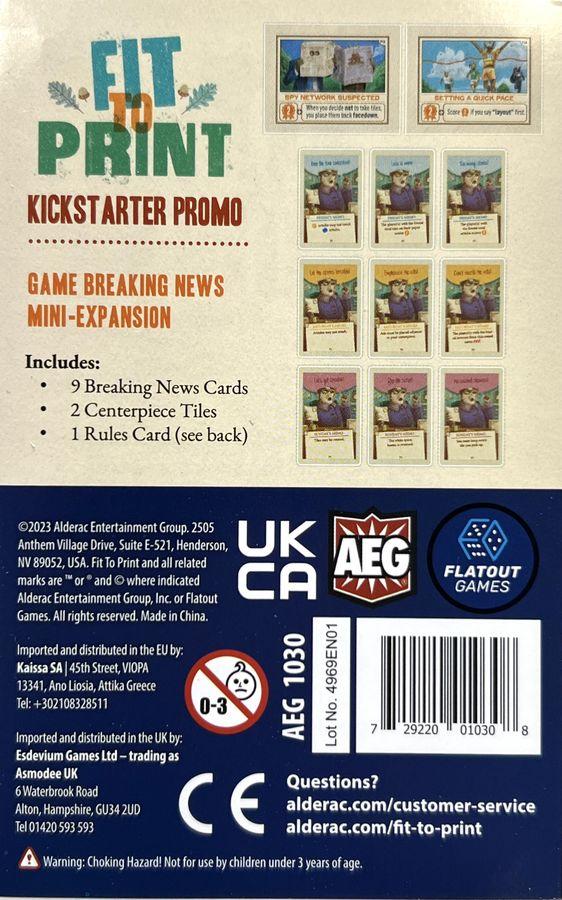 FIT
TO
PRINT
KICKSTARTER PROMO
GAME BREAKING NEWS
MINI-EXPANSION
Includes:
• 9 Breaking News Cards
• 2 Centerpiece Tiles
• 1 Rules Card (see back)
SPY NETWORK SUSPECTED
When you decide not to take tiles,
you place them back facedown.
SETTING A QUICK PACE
Score 2 if you say "layout" first.
©2023 Alderac Entertainment Group. 2505
Anthem Village Drive, Suite E-521, Henderson,
NV 89052, USA. Fit To Print and all related
marks are ™ or ® and © where indicated
Alderac Entertainment Group, Inc. or Flatout
Games. All rights reserved. Made in China.
UK
CA
AEG
FLATOUT
GAMES
Imported and distributed in the EU by:
Kaissa SA | 45th Street, VIOPA
13341, Ano Liosia, Attika Greece
Tel: +302108328511
0-3
AEG 1030
Lot No. 4969EN01
7 29220 01030 8
Imported and distributed in the UK by:
Esdevium Games Ltd – trading as
Asmodee UK
6 Waterbrook Road
Alton, Hampshire, GU34 2UD
Tel 01420 593 593
CE
Questions?
alderac.com/customer-service
alderac.com/fit-to-print
Warning: Choking Hazard! Not for use by children under 3 years of age.